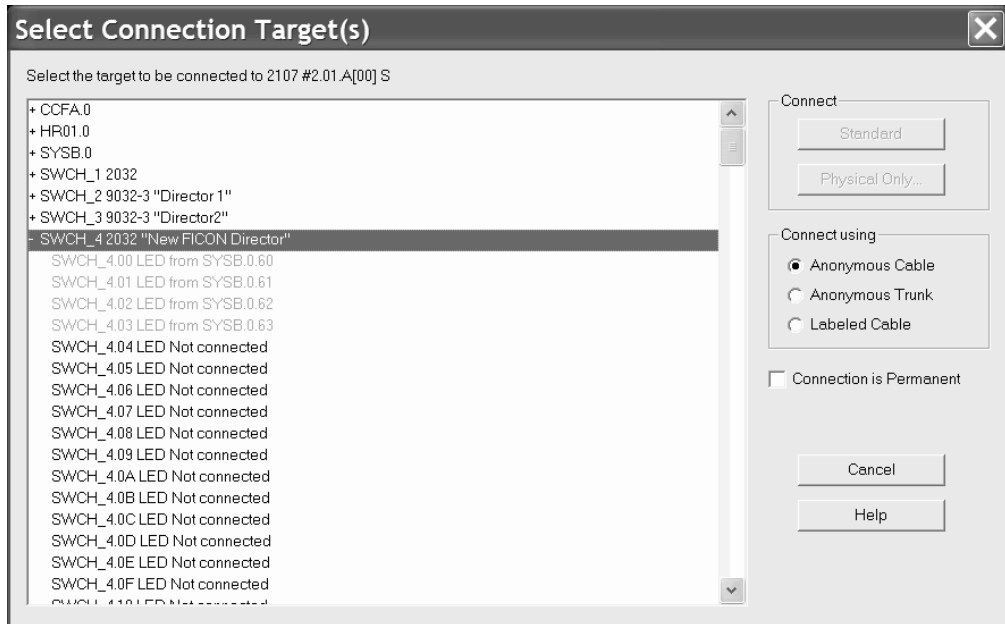 Select Connection Target(s)
Select the target to be connected to 2107 #2.01.A[00] S
+ CCFA.0
+ HR01.0
+ SYSB.0
+ SWCH_1 2032
+ SWCH_2 9032-3 "Director 1"
+ SWCH_3 9032-3 "Director2"
- SWCH_4 2032 "New FICON Director"
SWCH_4.00 LED from SYSB.0.60
SWCH_4.01 LED from SYSB.0.61
SWCH_4.02 LED from SYSB.0.62
SWCH_4.03 LED from SYSB.0.63
SWCH_4.04 LED Not connected
SWCH_4.05 LED Not connected
SWCH_4.06 LED Not connected
SWCH_4.07 LED Not connected
SWCH_4.08 LED Not connected
SWCH_4.09 LED Not connected
SWCH_4.0A LED Not connected
SWCH_4.0B LED Not connected
SWCH_4.0C LED Not connected
SWCH_4.0D LED Not connected
SWCH_4.0E LED Not connected
SWCH_4.0F LED Not connected
SWCH_4.10 LED Not connected
Connect
Standard
Physical Only...
Connect using
Anonymous Cable
Anonymous Trunk
Labeled Cable
Connection is Permanent
Cancel
Help